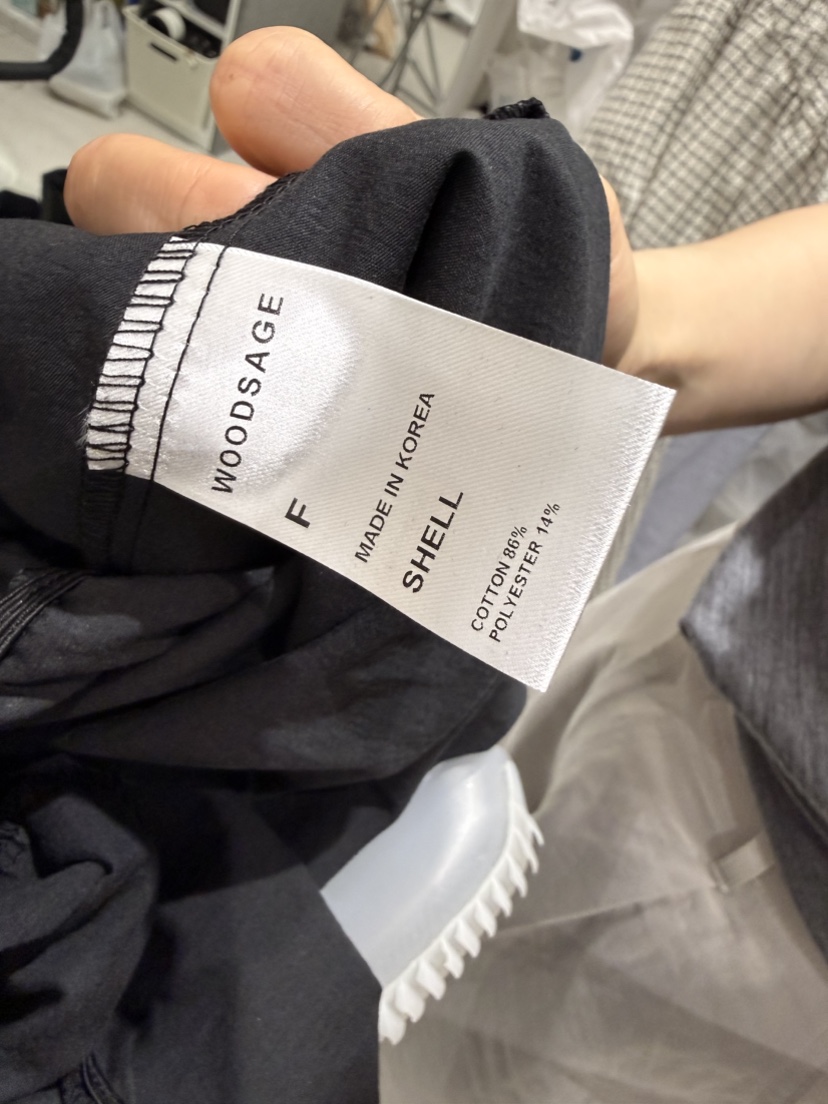 WOODSAGE
F
MADE IN KOREA
SHELL
COTTON 86%
POLYESTER 14%